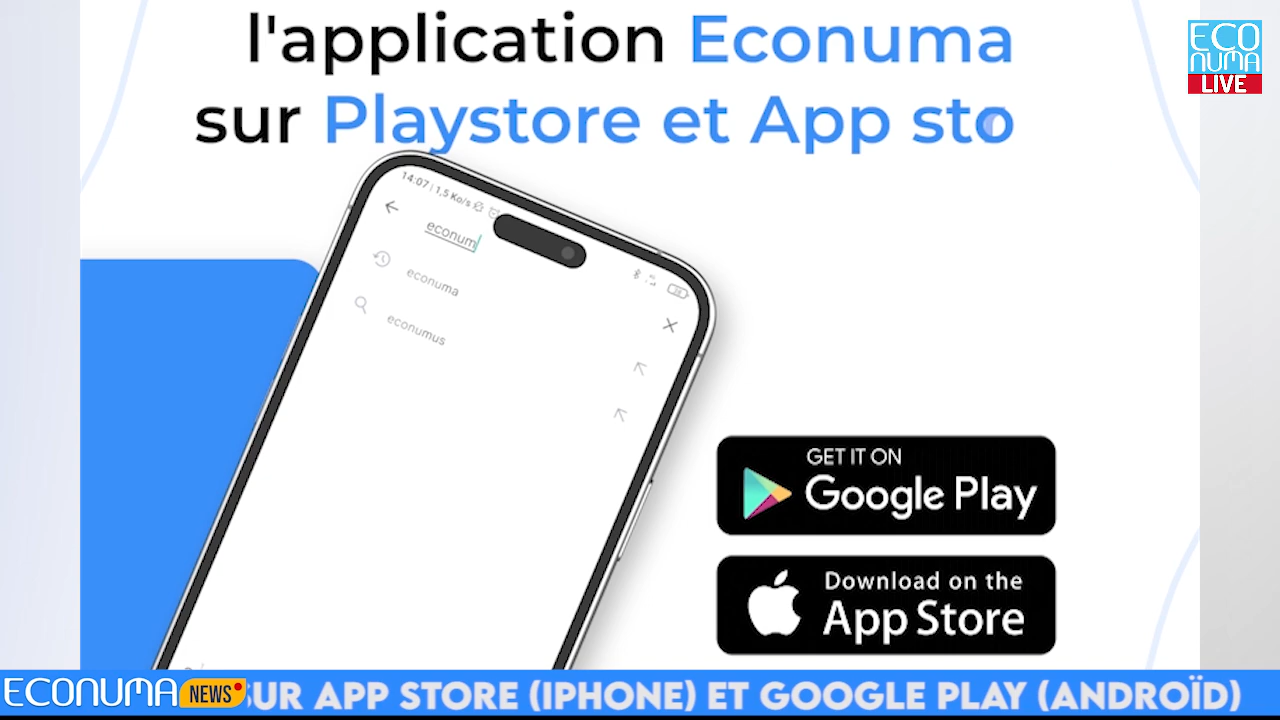 l'application Econuma
sur Playstore et App sto
ECO
NUMA
LIVE
14:07 | 1,5 Ko/s
econum
econuma
econumus
GET IT ON
Google Play
Download on the
App Store
ECONUMA NEWS
SUR APP STORE (IPHONE) ET GOOGLE PLAY (ANDROÏD)